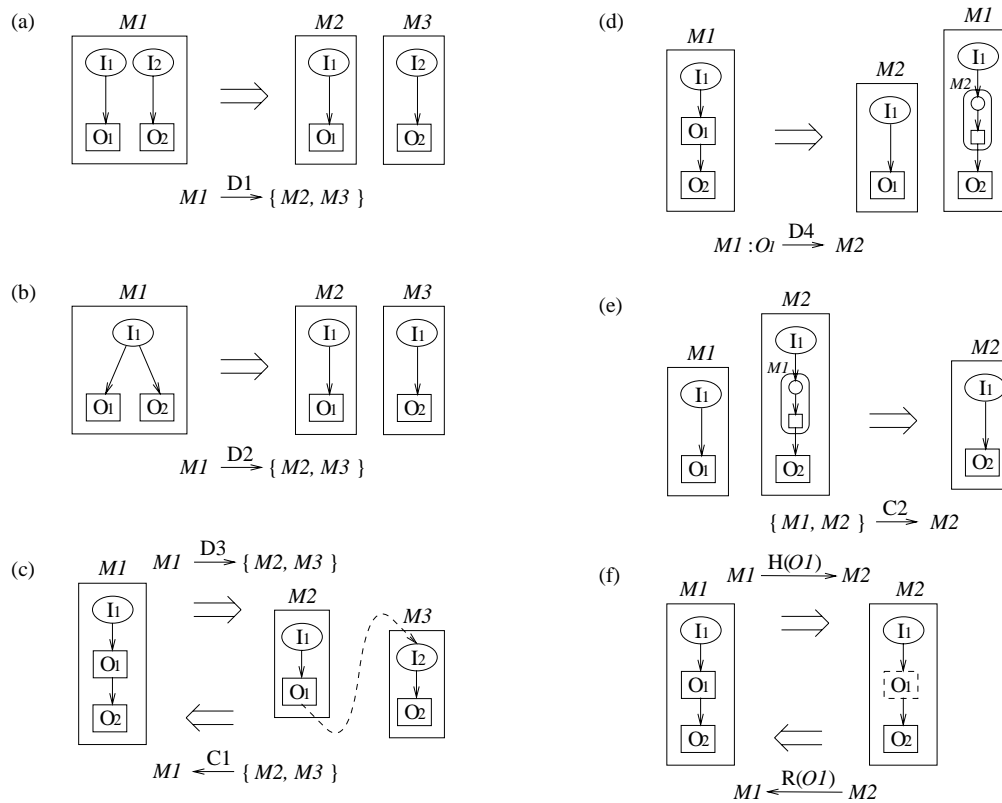 (a)
M1
M2
M3
I1
I2
I1
I2
O1
O2
O1
O2
M1 D1 { M2, M3 }
(b)
M1
M2
M3
I1
I1
I1
O1
O2
O1
O2
M1 D2 { M2, M3 }
(c)
M1 D3 { M2, M3 }
M1
M2
M3
I1
I1
I2
O1
O1
O2
O2
M1 C1 { M2, M3 }
(d)
M1
M2
M1
I1
I1
I1
M2
O1
O1
O2
O2
M1 : O1 D4 M2
(e)
M1
M2
M2
I1
I1
I1
M1
O1
O2
O2
{ M1, M2 } C2 M2
(f)
M1 H(O1) M2
M1
M2
I1
I1
O1
O1
O2
O2
M1 R(O1) M2